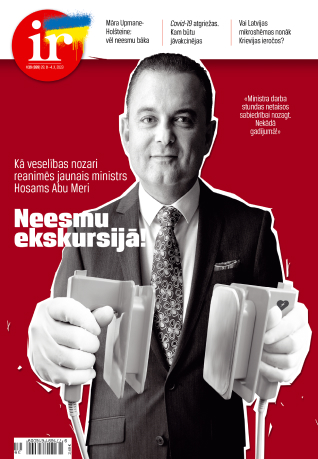 ir
Māra Upmane-
Holšteine:
vēl neesmu bāka
Covid-19 atgriežas.
Kam būtu
jāvakcinējas
Vai Latvijas
mikroshēmas nonāk
Krievijas ieročos?
«Ministra darba
stundas netaisos
sabiedrībai nozagt.
Nekādā
gadījumā!»
Kā veselības nozari
reanimēs jaunais ministrs
Hosams Abu Meri
Neesmu
ekskursijā!